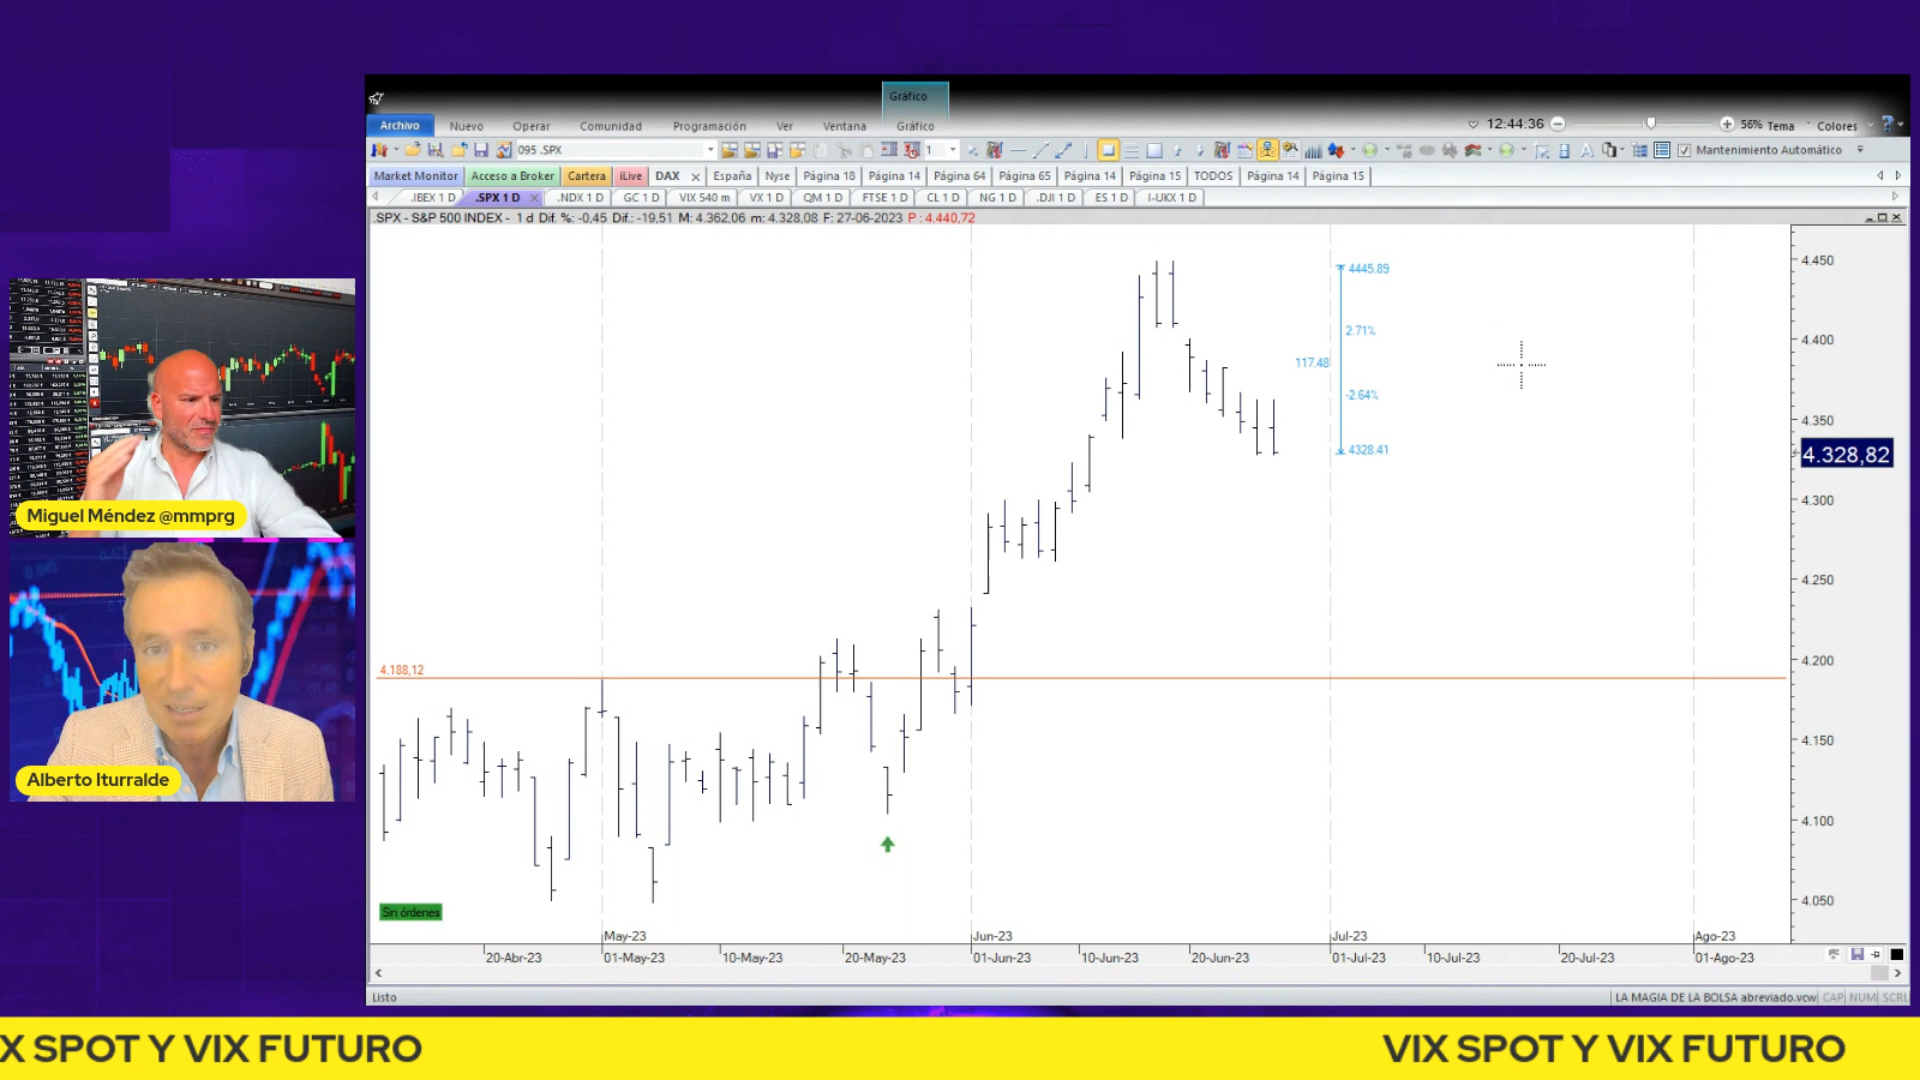 Gráfico
Archivo Nuevo Operar Comunidad Programación Ver Ventana Gráfico 12:44:36 56% Tema Colores
095 .SPX 1 Mantenimiento Automático
Market Monitor Acceso a Broker Cartera iLive DAX España Nyse Página 18 Página 14 Página 64 Página 65 Página 14 Página 15 TODOS Página 14 Página 15
.IBEX 1 D .SPX 1 D .NDX 1 D GC 1 D VIX 540 m VX 1 D QM 1 D FTSE 1 D CL 1 D NG 1 D .DJI 1 D ES 1 D I-UKX 1 D
.SPX - S&P 500 INDEX - 1 d Dif. %: -0,45 Dif.: -19,51 M: 4.362,06 m: 4.328,08 F: 27-06-2023 P : 4.440,72
4.450
4445.89
2.71%
4.400
117.48
-2.64%
4.350
4328.41
4.328,82
4.300
4.250
4.200
4.188,12
4.150
4.100
4.050
Sin órdenes
May-23 Jun-23 Jul-23 Ago-23
20-Abr-23 01-May-23 10-May-23 20-May-23 01-Jun-23 10-Jun-23 20-Jun-23 01-Jul-23 10-Jul-23 20-Jul-23 01-Ago-23
Listo LA MAGIA DE LA BOLSA abreviado.vcw CAP NUM SCRL
Miguel Méndez @mmprg
Alberto Iturralde
X SPOT Y VIX FUTURO VIX SPOT Y VIX FUTURO